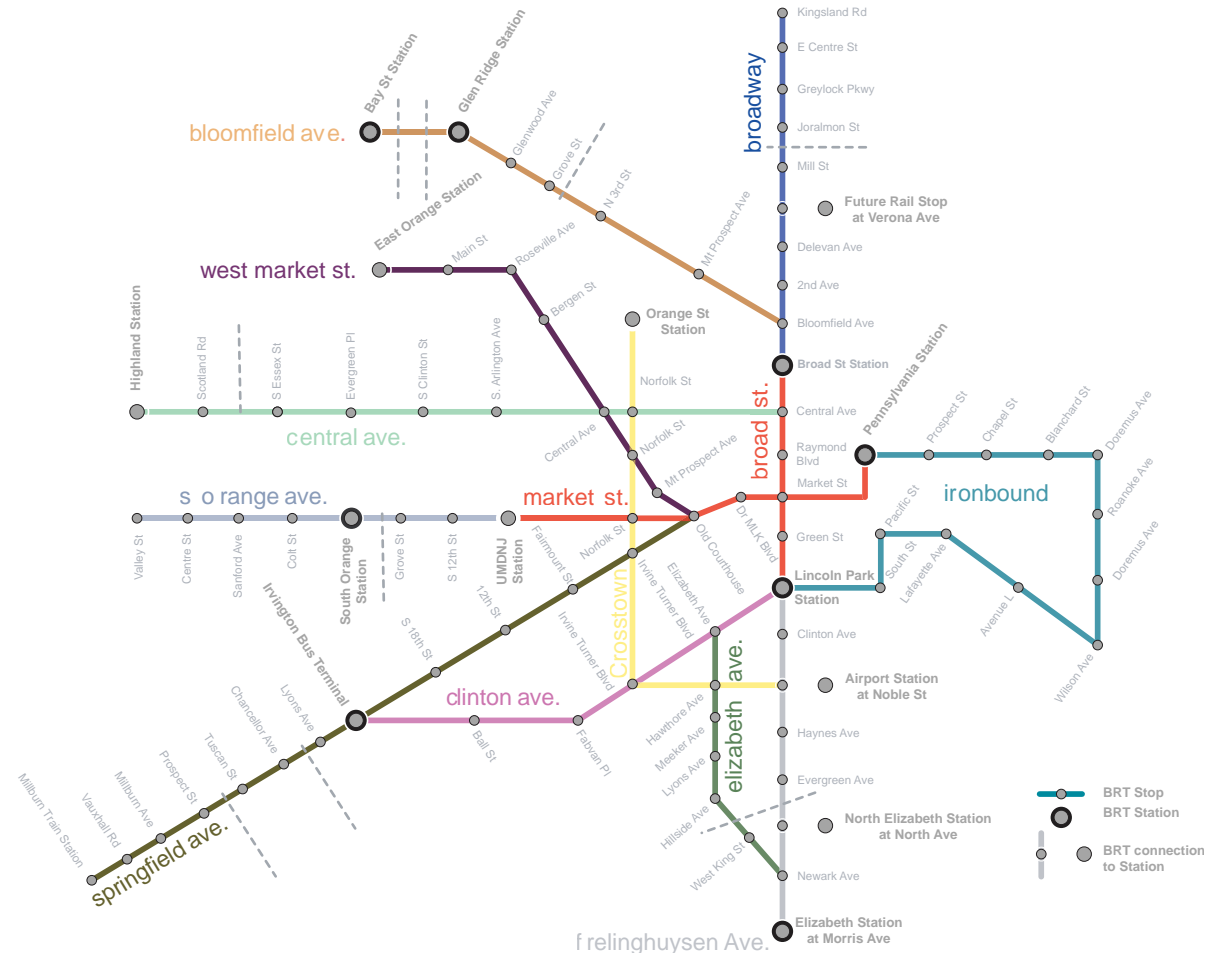 Kingsland Rd
E Centre St
Greylock Pkwy
Joralmon St
broadway
Mill St
Future Rail Stop
at Verona Ave
Delevan Ave
2nd Ave
Bloomfield Ave
Broad St Station
bloomfield ave.
Bay St Station
Glen Ridge Station
Glenwood Ave
Grove St
N 3rd St
Mt Prospect Ave
west market st.
East Orange Station
Main St
Roseville Ave
Bergen St
Central Ave
Norfolk St
Mt Prospect Ave
Orange St
Station
Norfolk St
Highland Station
Scotland Rd
S Essex St
Evergreen Pl
S Clinton St
S. Arlington Ave
central ave.
broad st.
Central Ave
Raymond
Blvd
Market St
Green St
Lincoln Park
Station
Pennsylvania Station
Prospect St
Chapel St
Blanchard St
Doremus Ave
Roanoke Ave
Doremus Ave
Wilson Ave
Avenue L
Lafayette Ave
South St
Pacific St
ironbound
s o range ave.
Valley St
Centre St
Sanford Ave
Colt St
South Orange
Station
Grove St
S 12th St
UMDNJ
Station
market st.
Norfolk St
Old Courthouse
Dr MLK Blvd
Fairmount St
Irvine Turner Blvd
12th St
S 18th St
Irvington Bus Terminal
Lyons Ave
Chancellor Ave
Tuscan St
Prospect St
Millburn Ave
Vauxhall Rd
Millburn Train Station
springfield ave.
Crosstown
clinton ave.
Ball St
Fabvan Pl
Irvine Turner Blvd
Elizabeth Ave
elizabeth ave.
Hawthore Ave
Meeker Ave
Lyons Ave
Hillside Ave
West King St
Clinton Ave
Airport Station
at Noble St
Haynes Ave
Evergreen Ave
North Elizabeth Station
at North Ave
Newark Ave
Elizabeth Station
at Morris Ave
f relinghuysen Ave.
BRT Stop
BRT Station
BRT connection
to Station